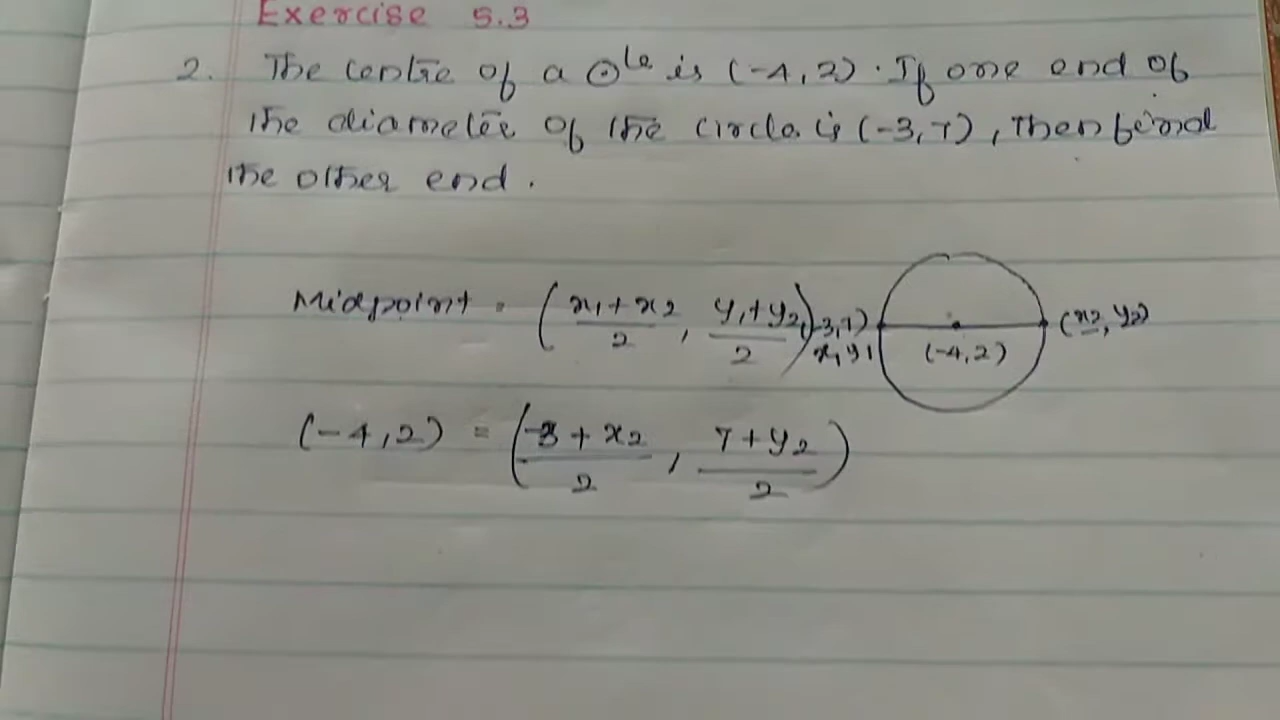 Exercise 5.3
2. The centre of a ⊙le is (-4, 2). If one end of
the diameter of the circle is (-3, 7), then find
the other end.
Midpoint = (x₁ + x₂ / 2, y₁ + y₂ / 2)
-3, 7)
x₁ y₁
(-4, 2)
(x₂, y₂)
(-4, 2) = (-3 + x₂ / 2, 7 + y₂ / 2)